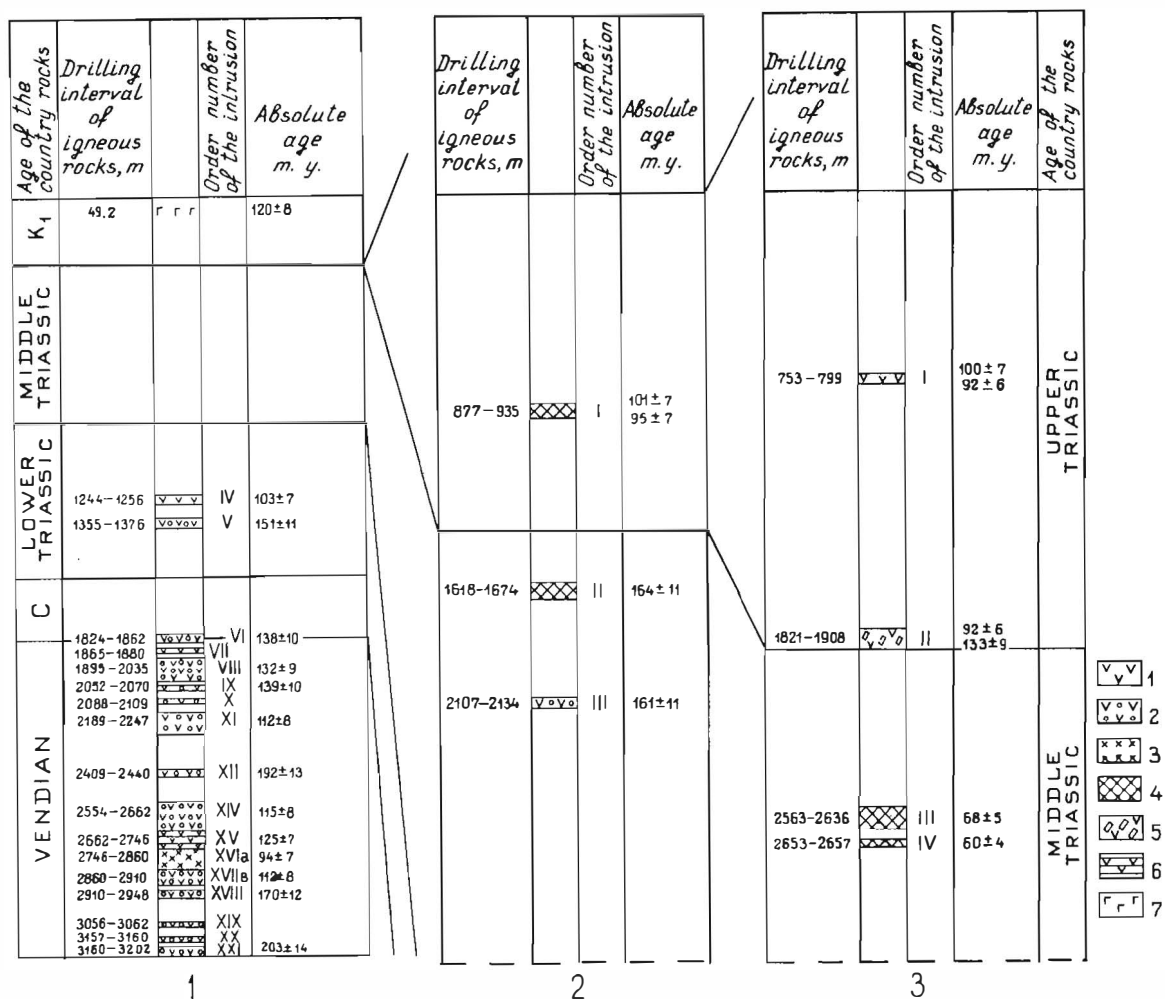 Age of the
country rocks
Drilling
interval
of
igneous
rocks, m
Order number
of the intrusion
Absolute
age
m. y.
K₁
49.2
120±8
MIDDLE
TRIASSIC
LOWER
TRIASSIC
1244-1256 IV 103±7
1355-1376 V 151±11
C
VENDIAN
1824-1862 VI 138±10
1865-1880 VII
1895-2035 VIII 132±9
2052-2070 IX 139±10
2088-2109 X
2189-2247 XI 112±8
2409-2440 XII 192±13
2554-2662 XIV 115±8
2662-2746 XV 125±7
2746-2860 XVIa 94±7
2860-2910 XVIIв 112±8
2910-2948 XVIII 170±12
3056-3062 XIX
3157-3160 XX
3160-3202 XXI 203±14
1
Drilling
interval
of
igneous
rocks, m
Order number
of the intrusion
Absolute
age
m. y.
877-935 I 101±7
95±7
1618-1674 II 164±11
2107-2134 III 161±11
2
Drilling
interval
of
igneous
rocks, m
Order number
of the intrusion
Absolute
age
m. y.
Age of the
country rocks
753-799 I 100±7
92±6
UPPER
TRIASSIC
1821-1908 II 92±6
133±9
MIDDLE
TRIASSIC
2563-2636 III 68±5
2653-2657 IV 60±4
3
1
2
3
4
5
6
7